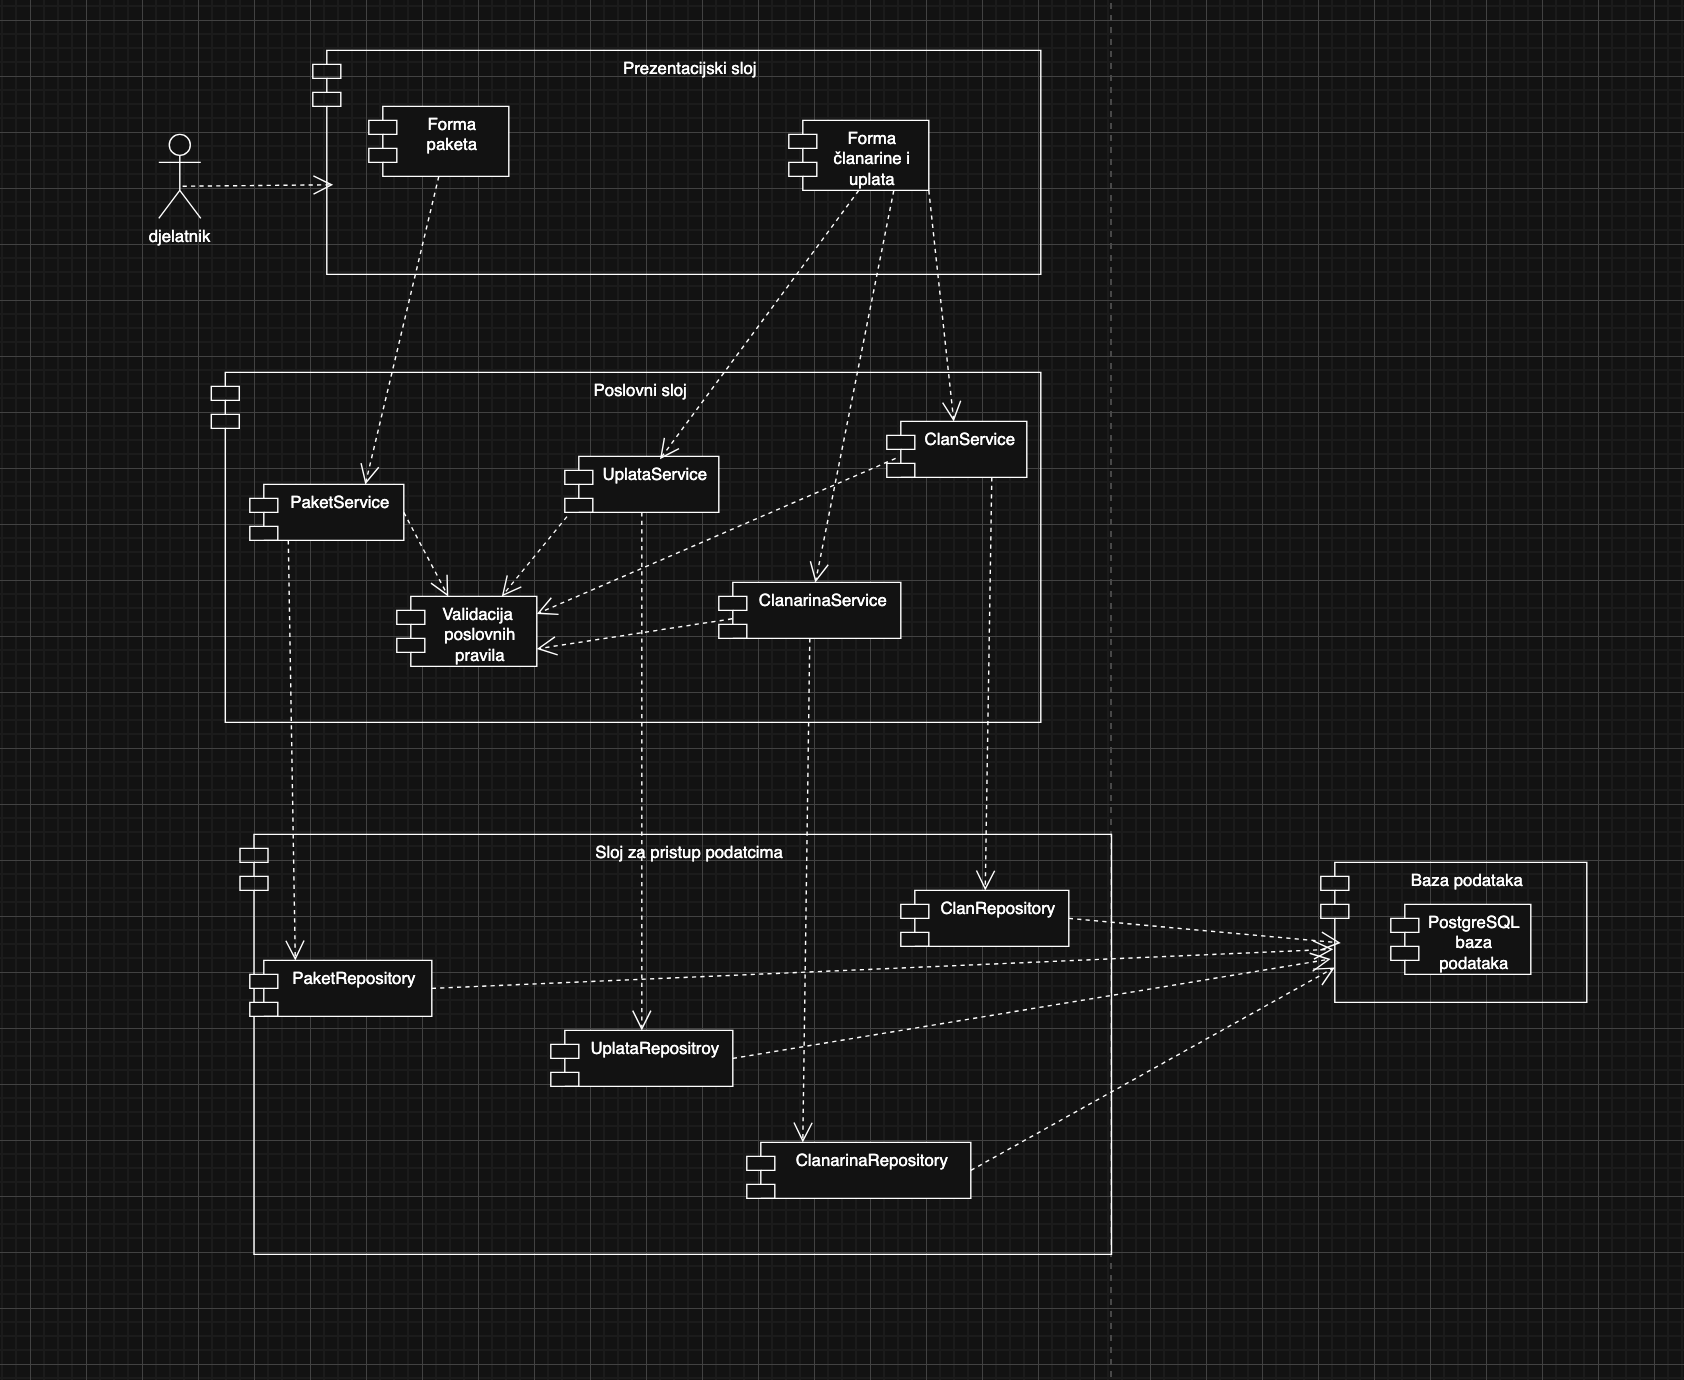 Prezentacijski sloj
Forma
paketa
Forma
članarine i
uplata
djelatnik
Poslovni sloj
ClanService
UplataService
PaketService
ClanarinaService
Validacija
poslovnih
pravila
Sloj za pristup podatcima
Baza podataka
ClanRepository
PostgreSQL
baza
podataka
PaketRepository
UplataRepositroy
ClanarinaRepository